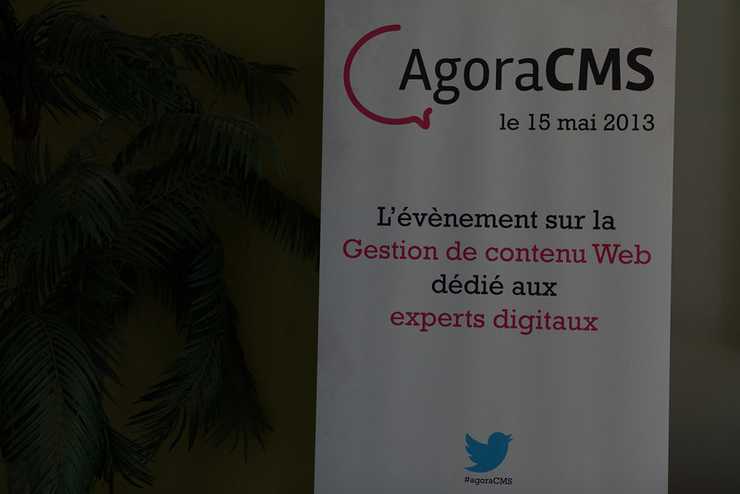 AgoraCMS
le 15 mai 2013
L'évènement sur la
Gestion de contenu Web
dédié aux
experts digitaux
#agoraCMS